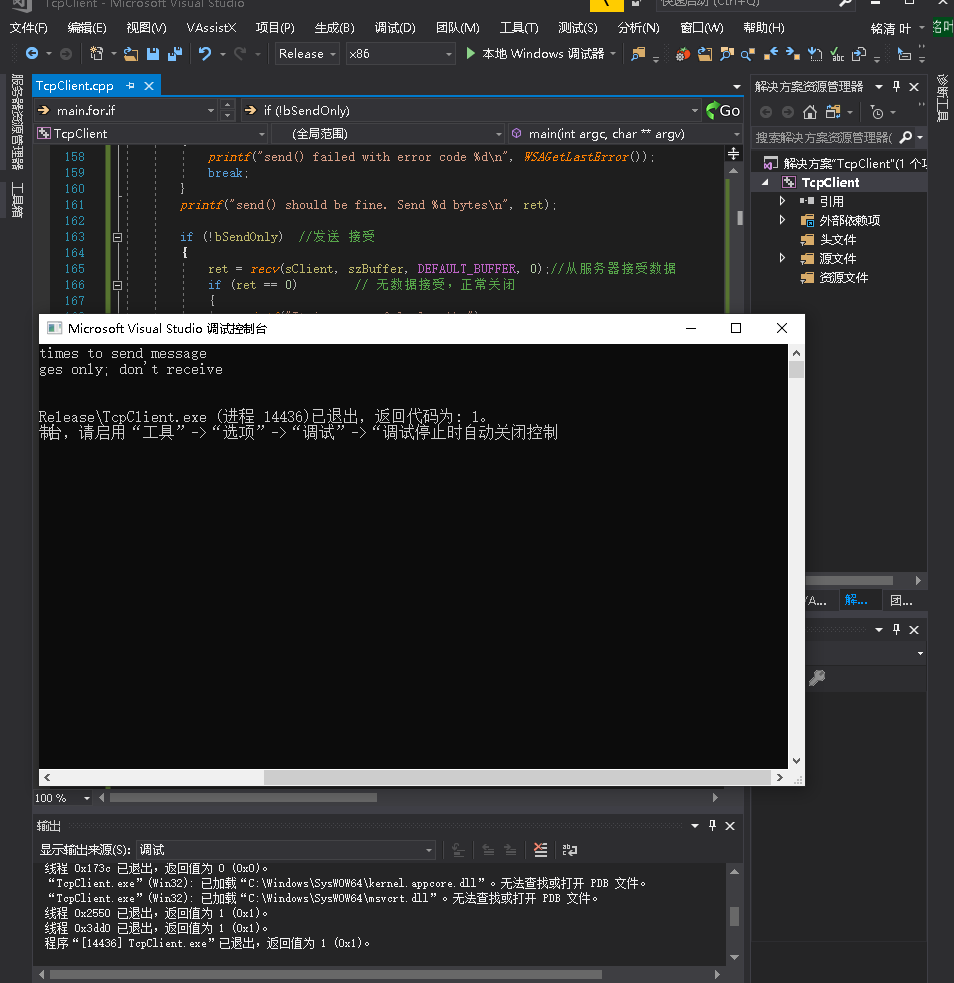 TcpClient - Microsoft Visual Studio
快速启动 (Ctrl+Q)
文件(F) 编辑(E) 视图(V) VAssistX 项目(P) 生成(B) 调试(D) 团队(M) 工具(T) 测试(S) 分析(N) 窗口(W) 帮助(H) 铭清 叶
Release x86 本地 Windows 调试器
服务器资源管理器
工具箱
TcpClient.cpp
main.for.if if (!bSendOnly) Go
TcpClient (全局范围) main(int argc, char ** argv)
158 printf("send() failed with error code %d\n", WSAGetLastError());
159 break;
160 }
161 printf("send() should be fine. Send %d bytes\n", ret);
162
163 if (!bSendOnly) //发送 接受
164 {
165 ret = recv(sClient, szBuffer, DEFAULT_BUFFER, 0);//从服务器接受数据
166 if (ret == 0) // 无数据接受，正常关闭
167 {
Microsoft Visual Studio 调试控制台
times to send message
ges only; don't receive
Release\TcpClient.exe (进程 14436)已退出，返回代码为: 1。
制台，请启用“工具”->“选项”->“调试”->“调试停止时自动关闭控制
100 %
输出
显示输出来源(S): 调试
线程 0x173c 已退出，返回值为 0 (0x0)。
“TcpClient.exe”(Win32): 已加载“C:\Windows\SysWOW64\kernel.appcore.dll”。无法查找或打开 PDB 文件。
“TcpClient.exe”(Win32): 已加载“C:\Windows\SysWOW64\msvcrt.dll”。无法查找或打开 PDB 文件。
线程 0x2550 已退出，返回值为 1 (0x1)。
线程 0x3dd0 已退出，返回值为 1 (0x1)。
程序“[14436] TcpClient.exe”已退出，返回值为 1 (0x1)。
解决方案资源管理器
搜索解决方案资源管理器(
解决方案"TcpClient"(1 个项
TcpClient
引用
外部依赖项
头文件
源文件
资源文件
/A... 解... 团...
诊断工具